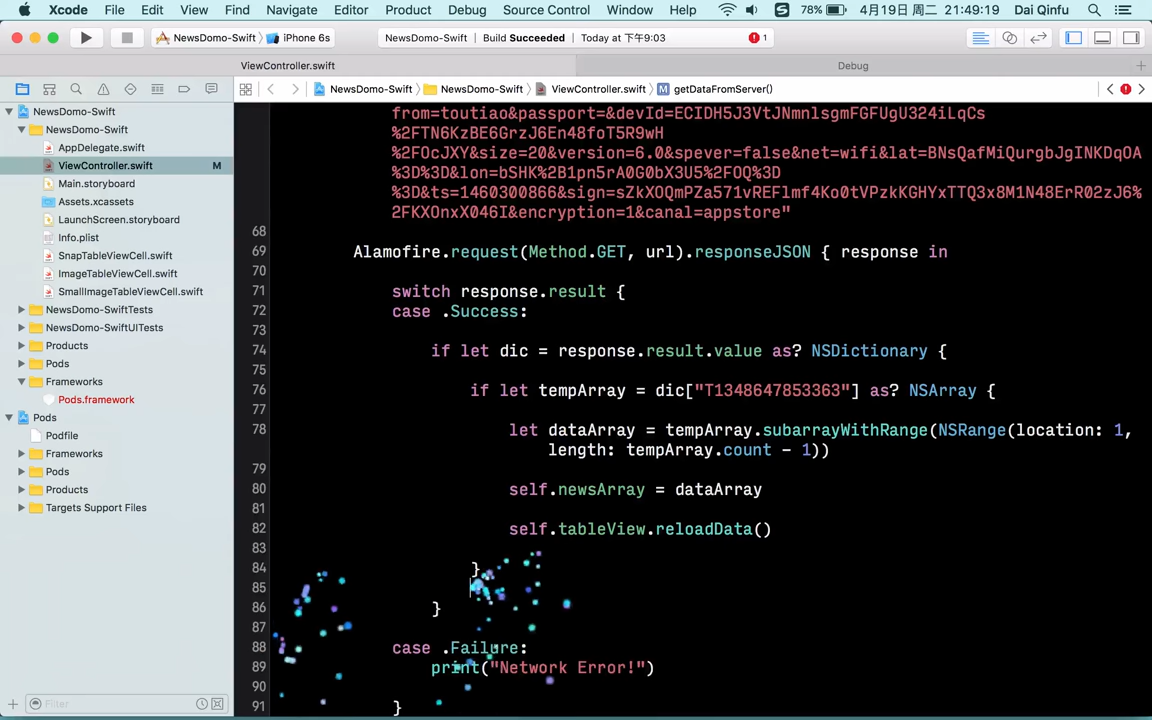 Xcode File Edit View Find Navigate Editor Product Debug Source Control Window Help 78% 4月19日 周二 21:49:19 Dai Qinfu
NewsDomo-Swift iPhone 6s NewsDomo-Swift Build Succeeded Today at 下午9:03 1
ViewController.swift Debug
NewsDomo-Swift NewsDomo-Swift ViewController.swift M getDataFromServer()
NewsDomo-Swift
NewsDomo-Swift
AppDelegate.swift
ViewController.swift M
Main.storyboard
Assets.xcassets
LaunchScreen.storyboard
Info.plist
SnapTableViewCell.swift
ImageTableViewCell.swift
SmallImageTableViewCell.swift
NewsDomo-SwiftTests
NewsDomo-SwiftUITests
Products
Pods
Frameworks
Pods.framework
Pods
Podfile
Frameworks
Pods
Products
Targets Support Files
Filter
from=toutiao&passport=&devId=ECIDH5J3VtJNmnlsgmFGFUgU324iLqCs
%2FTN6KzBE6GrzJ6En48foT5R9wH
%2FOcJXY&size=20&version=6.0&spever=false&net=wifi&lat=BNsQafMiQurgbJgINKDqOA
%3D%3D&lon=bSHK%2B1pn5rA0G0bX3U5%2FOQ%3D
%3D&ts=1460300866&sign=sZkXOQmPZa571vREFlmf4Ko0tVPzkKGHYxTTQ3x8M1N48ErR02zJ6%
2FKXOnxX046I&encryption=1&canal=appstore"
68
69 Alamofire.request(Method.GET, url).responseJSON { response in
70
71 switch response.result {
72 case .Success:
73
74 if let dic = response.result.value as? NSDictionary {
75
76 if let tempArray = dic["T1348647853363"] as? NSArray {
77
78 let dataArray = tempArray.subarrayWithRange(NSRange(location: 1,
length: tempArray.count - 1))
79
80 self.newsArray = dataArray
81
82 self.tableView.reloadData()
83
84 }
85
86 }
87
88 case .Failure:
89 print("Network Error!")
90
91 }